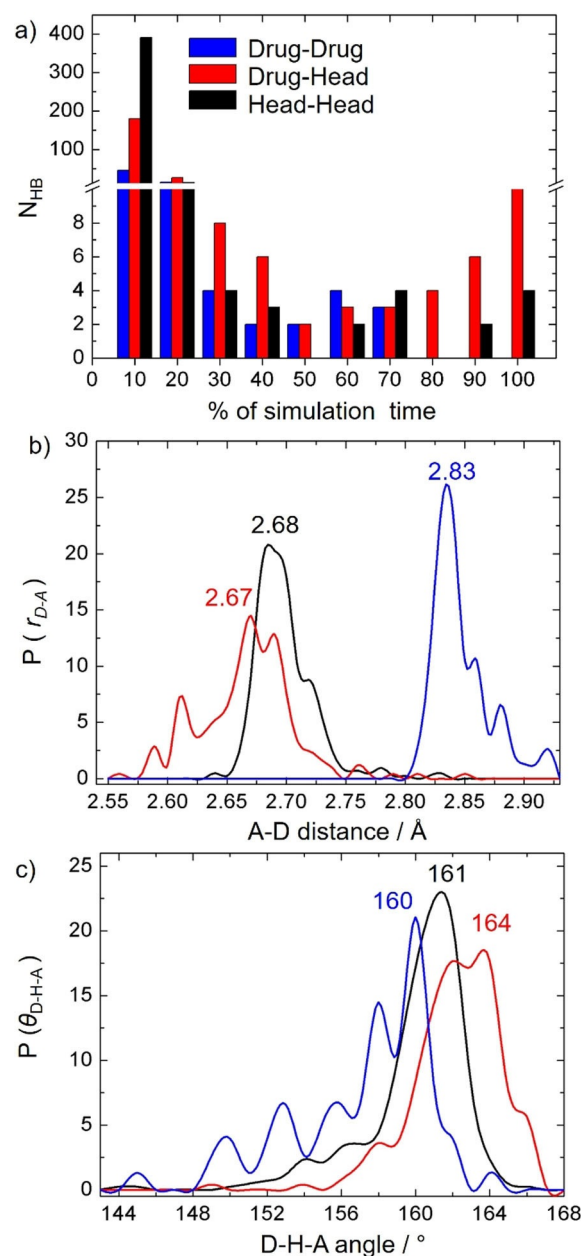 a)
400
300
200
100
8
6
4
2
0
N_HB
Drug-Drug
Drug-Head
Head-Head
0 10 20 30 40 50 60 70 80 90 100
% of simulation time
b)
30
25
20
15
10
5
0
P ( r_D-A )
2.83
2.68
2.67
2.55 2.60 2.65 2.70 2.75 2.80 2.85 2.90
A-D distance / Å
c)
25
20
15
10
5
0
P (θ_D-H-A)
161
160
164
144 148 152 156 160 164 168
D-H-A angle / °